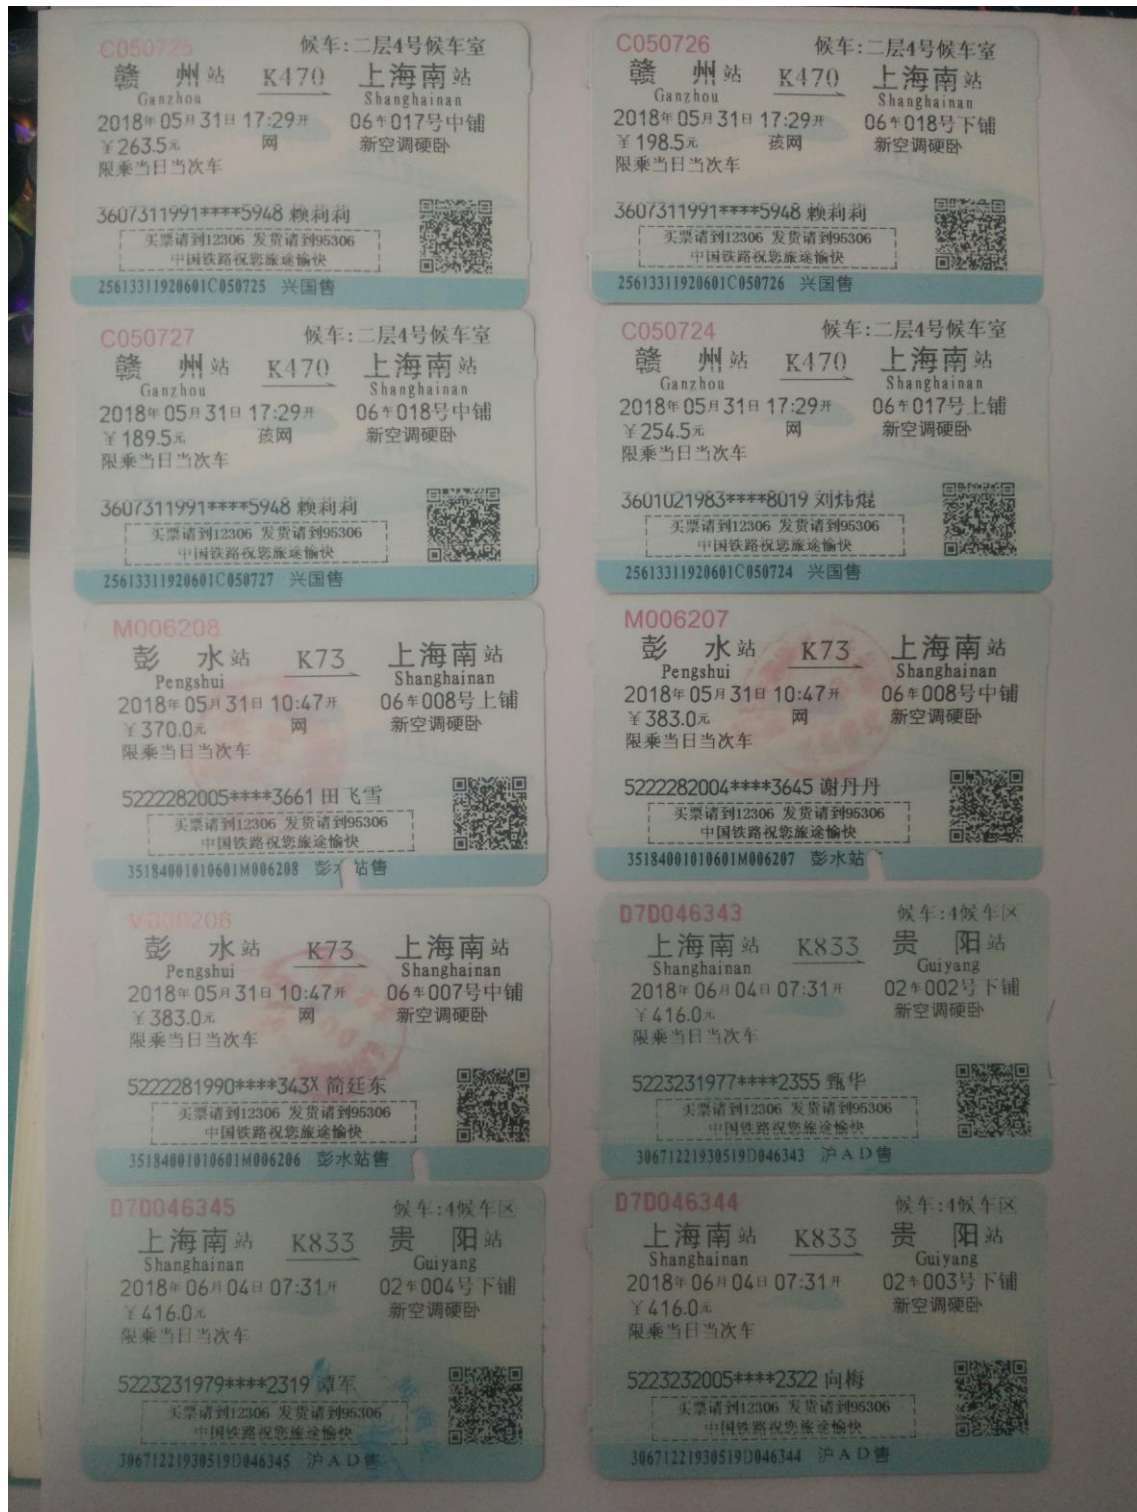 C050725 候车:二层4号候车室
赣 州站 K470 上海南站
Ganzhou Shanghainan
2018年05月31日17:29开 06车017号中铺
￥263.5元 网 新空调硬卧
限乘当日当次车
3607311991****5948 赖莉莉
买票请到12306 发货请到95306
中国铁路祝您旅途愉快
25613311920601C050725 兴国售
C050726 候车:二层4号候车室
赣 州站 K470 上海南站
Ganzhou Shanghainan
2018年05月31日17:29开 06车018号下铺
￥198.5元 孩网 新空调硬卧
限乘当日当次车
3607311991****5948 赖莉莉
买票请到12306 发货请到95306
中国铁路祝您旅途愉快
25613311920601C050726 兴国售
C050727 候车:二层4号候车室
赣 州站 K470 上海南站
Ganzhou Shanghainan
2018年05月31日17:29开 06车018号中铺
￥189.5元 孩网 新空调硬卧
限乘当日当次车
3607311991****5948 赖莉莉
买票请到12306 发货请到95306
中国铁路祝您旅途愉快
25613311920601C050727 兴国售
C050724 候车:二层4号候车室
赣 州站 K470 上海南站
Ganzhou Shanghainan
2018年05月31日17:29开 06车017号上铺
￥254.5元 网 新空调硬卧
限乘当日当次车
3601021983****8019 刘炜焜
买票请到12306 发货请到95306
中国铁路祝您旅途愉快
25613311920601C050724 兴国售
M006208
彭 水站 K73 上海南站
Pengshui Shanghainan
2018年05月31日10:47开 06车008号上铺
￥370.0元 网 新空调硬卧
限乘当日当次车
5222282005****3661 田飞雪
买票请到12306 发货请到95306
中国铁路祝您旅途愉快
35184001010601M006208 彭水站售
M006207
彭 水站 K73 上海南站
Pengshui Shanghainan
2018年05月31日10:47开 06车008号中铺
￥383.0元 网 新空调硬卧
限乘当日当次车
5222282004****3645 谢丹丹
买票请到12306 发货请到95306
中国铁路祝您旅途愉快
35184001010601M006207 彭水站
M006206
彭 水站 K73 上海南站
Pengshui Shanghainan
2018年05月31日10:47开 06车007号中铺
￥383.0元 网 新空调硬卧
限乘当日当次车
5222281990****343X 简廷东
买票请到12306 发货请到95306
中国铁路祝您旅途愉快
35184001010601M006206 彭水站售
D7D046343 候车:4候车区
上海南站 K833 贵 阳站
Shanghainan Guiyang
2018年06月04日07:31开 02车002号下铺
￥416.0元 新空调硬卧
限乘当日当次车
5223231977****2355 甄华
买票请到12306 发货请到95306
中国铁路祝您旅途愉快
30671221930519D046343 沪AD售
D7D046345 候车:4候车区
上海南站 K833 贵 阳站
Shanghainan Guiyang
2018年06月04日07:31开 02车004号下铺
￥416.0元 新空调硬卧
限乘当日当次车
5223231979****2319 谭军
买票请到12306 发货请到95306
中国铁路祝您旅途愉快
30671221930519D046345 沪AD售
D7D046344 候车:4候车区
上海南站 K833 贵 阳站
Shanghainan Guiyang
2018年06月04日07:31开 02车003号下铺
￥416.0元 新空调硬卧
限乘当日当次车
5223232005****2322 向梅
买票请到12306 发货请到95306
中国铁路祝您旅途愉快
30671221930519D046344 沪AD售